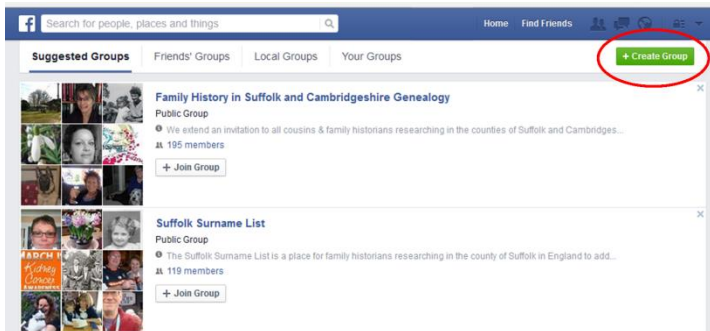 f Search for people, places and things Home Find Friends
Suggested Groups Friends' Groups Local Groups Your Groups + Create Group
Family History in Suffolk and Cambridgeshire Genealogy
Public Group
We extend an invitation to all cousins & family historians researching in the counties of Suffolk and Cambridges...
195 members
+ Join Group
Suffolk Surname List
Public Group
The Suffolk Surname List is a place for family historians researching in the county of Suffolk in England to add...
119 members
+ Join Group
MARCH
Kidney
Cancer